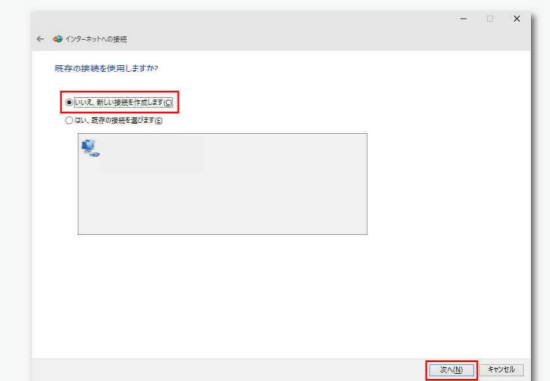 インターネットへの接続
既存の接続を使用しますか?
いいえ、新しい接続を作成します(C)
はい、既存の接続を選びます(E)
次へ(N)
キャンセル